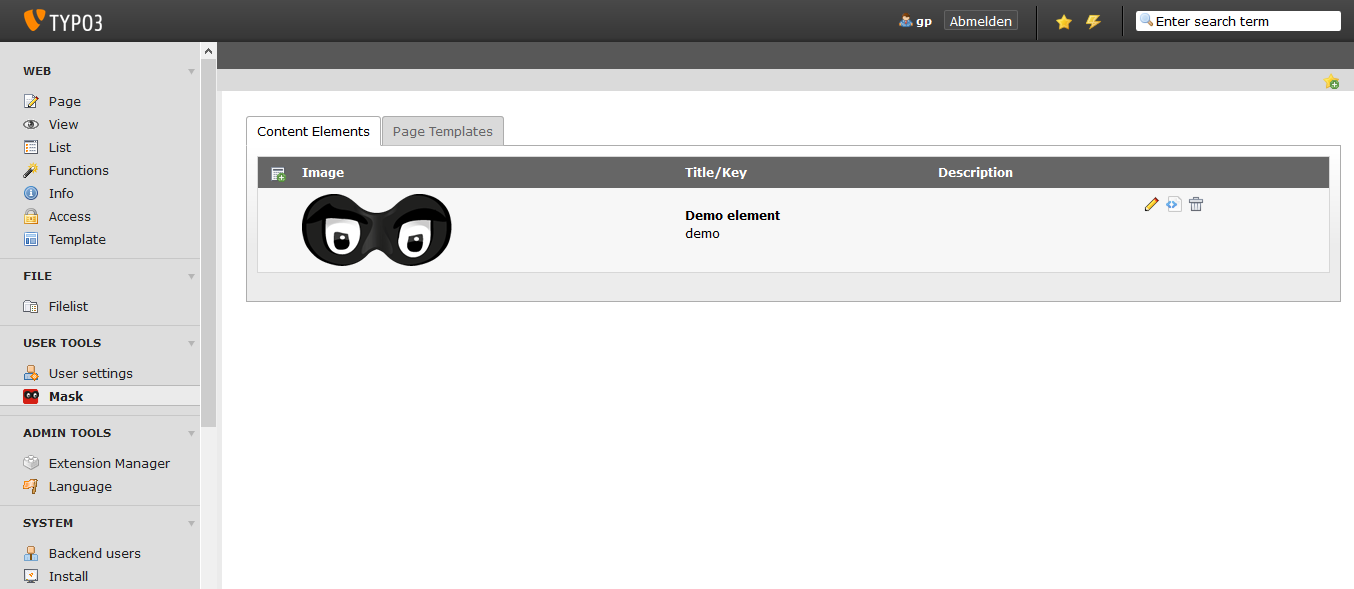 TYPO3
gp
Abmelden
Enter search term
WEB
Page
View
List
Functions
Info
Access
Template
FILE
Filelist
USER TOOLS
User settings
Mask
ADMIN TOOLS
Extension Manager
Language
SYSTEM
Backend users
Install
Content Elements
Page Templates
Image Title/Key Description
Demo element
demo